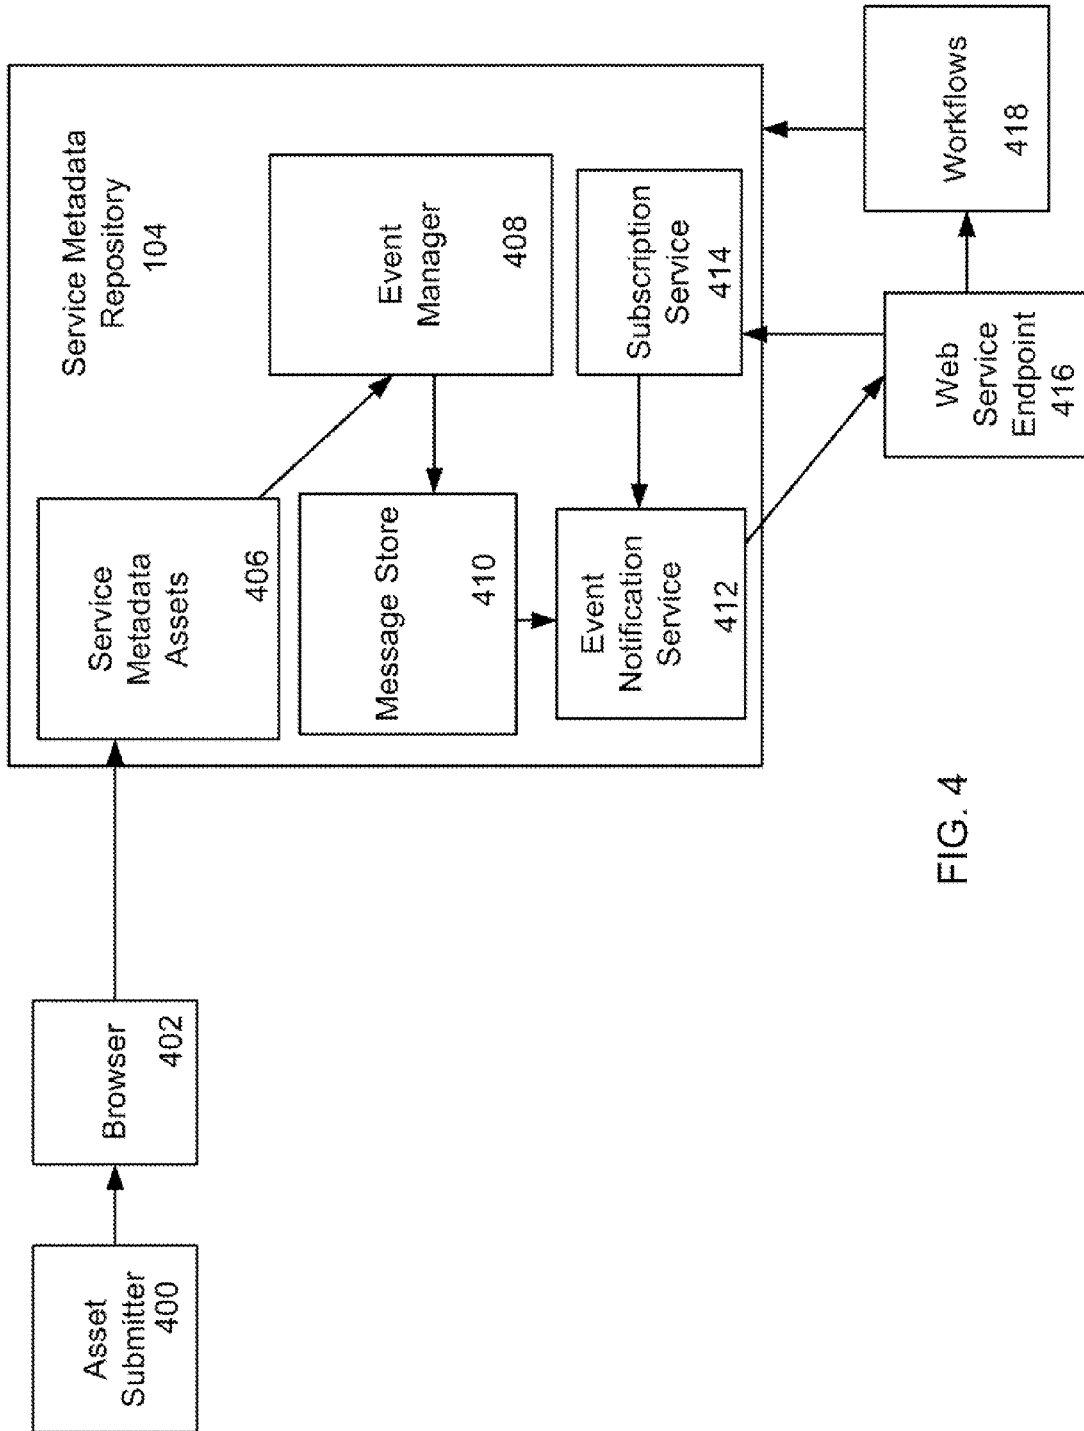 Asset
Submitter
400
Browser
402
Service Metadata
Repository
104
Service
Metadata
Assets
406
Event
Manager
408
Message Store
410
Event
Notification
Service
412
Subscription
Service
414
Web
Service
Endpoint
416
Workflows
418
FIG. 4